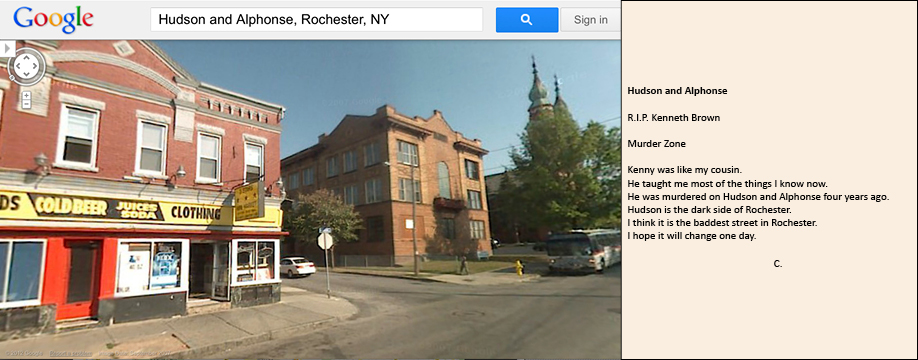 Google
Hudson and Alphonse, Rochester, NY
Sign in
DS COLD BEER JUICES SODA CLOTHING
Hudson and Alphonse
R.I.P. Kenneth Brown
Murder Zone
Kenny was like my cousin.
He taught me most of the things I know now.
He was murdered on Hudson and Alphonse four years ago.
Hudson is the dark side of Rochester.
I think it is the baddest street in Rochester.
I hope it will change one day.
C.